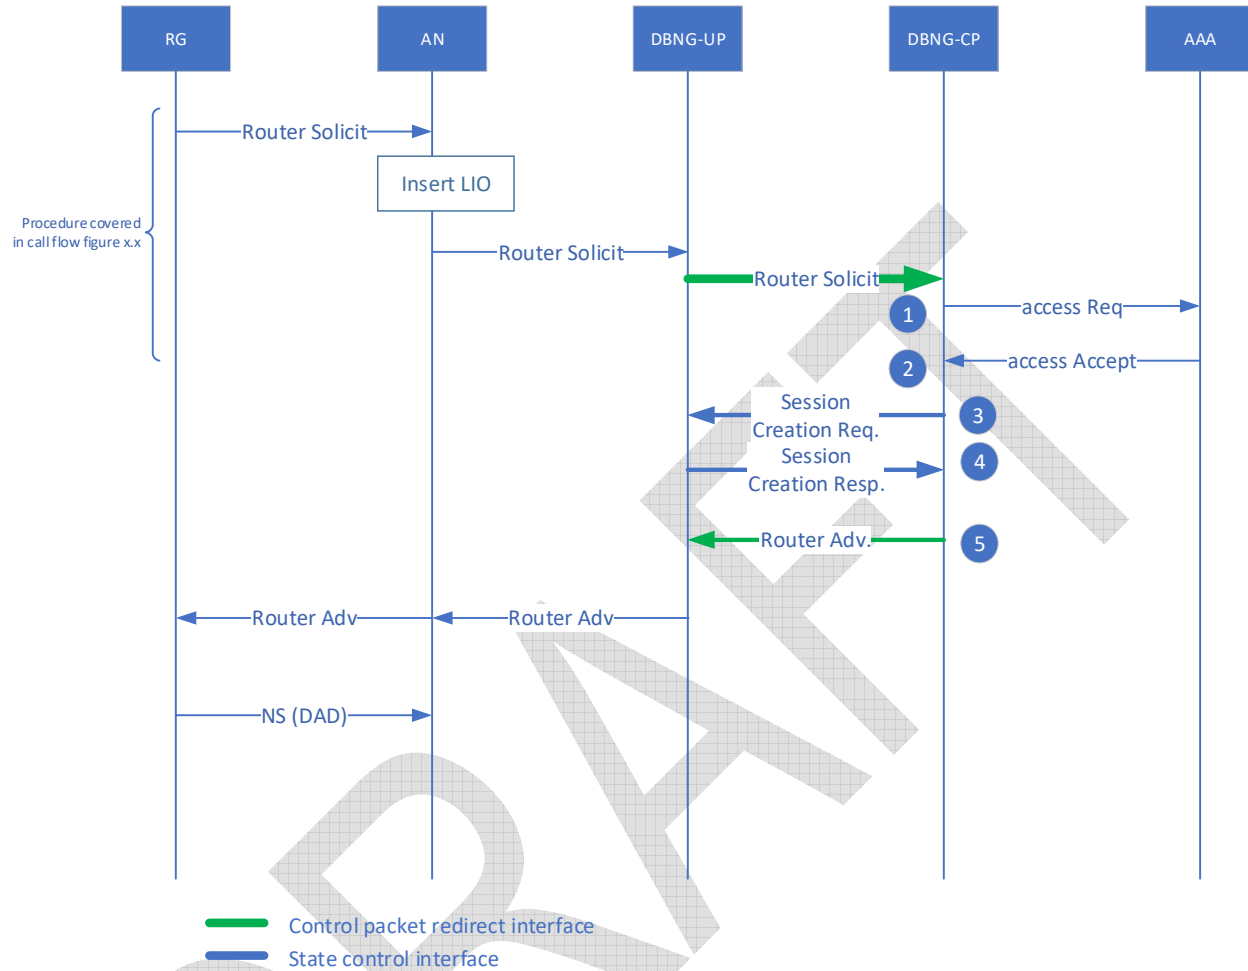 RG
AN
DBNG-UP
DBNG-CP
AAA
Router Solicit
Insert LIO
Procedure covered
in call flow figure x.x
Router Solicit
Router Solicit
1
access Req
2
access Accept
Session
Creation Req.
3
Session
Creation Resp.
4
Router Adv.
5
Router Adv
Router Adv
NS (DAD)
Control packet redirect interface
State control interface
DRAFT